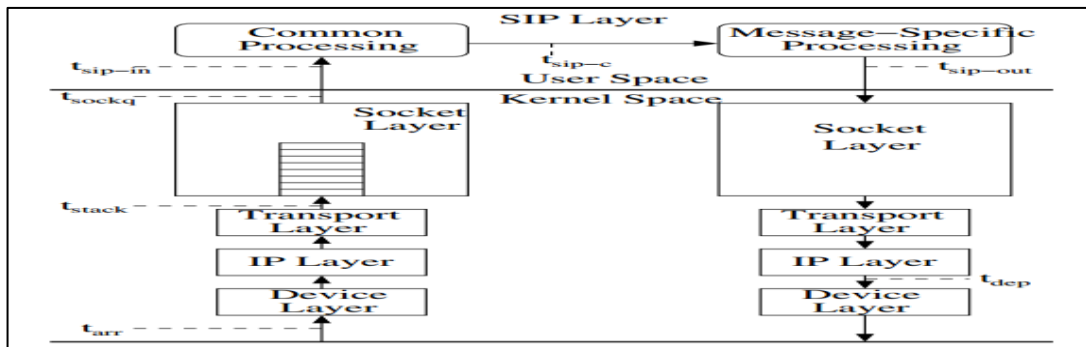 SIP Layer
Common
Processing
Message-Specific
Processing
t_sip-in
t_sip-c
t_sip-out
User Space
t_sockq
Kernel Space
Socket
Layer
Socket
Layer
t_stack
Transport
Layer
Transport
Layer
IP Layer
IP Layer
t_dep
Device
Layer
Device
Layer
t_arr